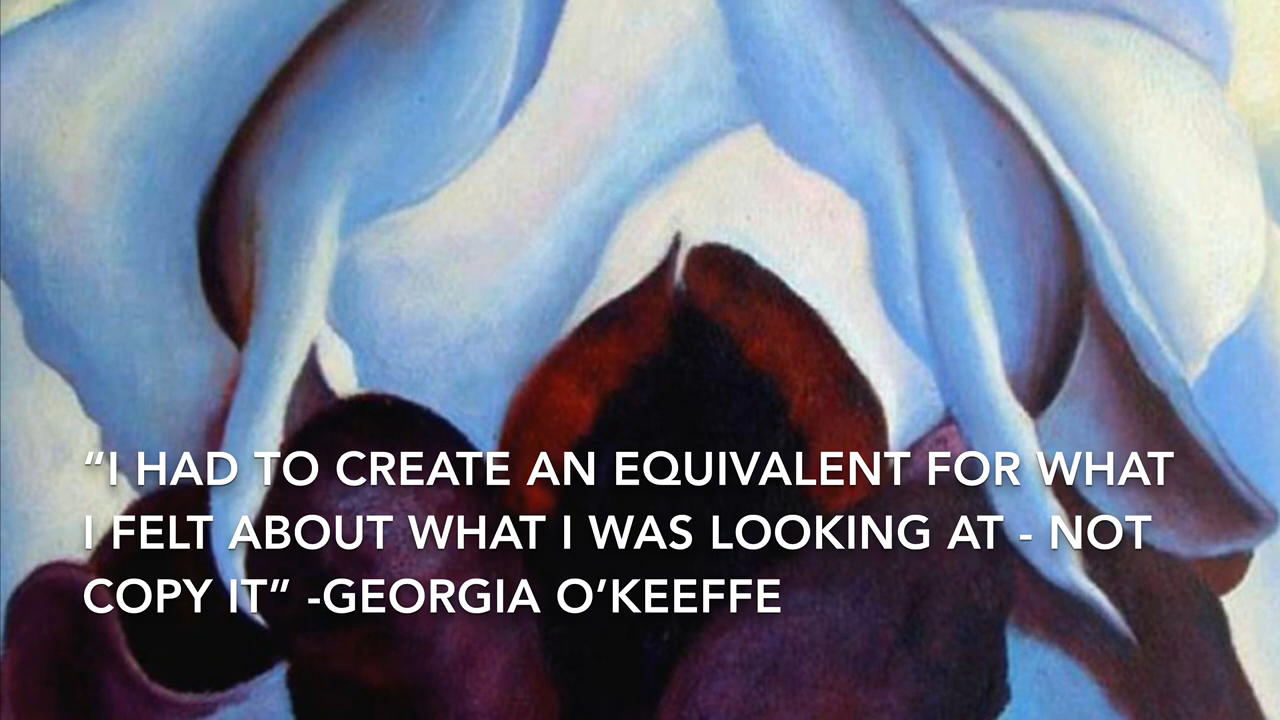 “I HAD TO CREATE AN EQUIVALENT FOR WHAT
I FELT ABOUT WHAT I WAS LOOKING AT - NOT
COPY IT” -GEORGIA O’KEEFFE